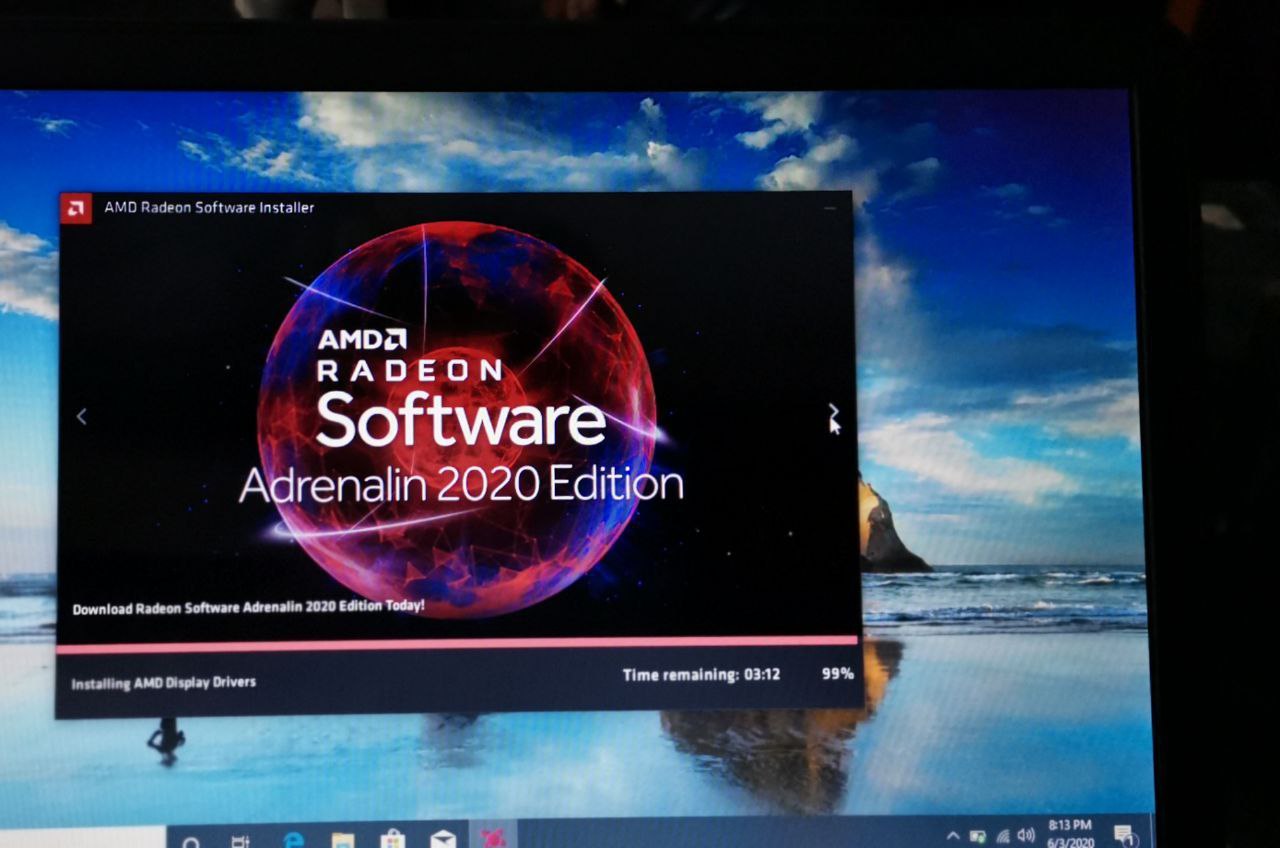 AMD Radeon Software Installer
AMD
RADEON
Software
Adrenalin 2020 Edition
Download Radeon Software Adrenalin 2020 Edition Today!
Installing AMD Display Drivers
Time remaining: 03:12
99%
8:13 PM
6/3/2020
1